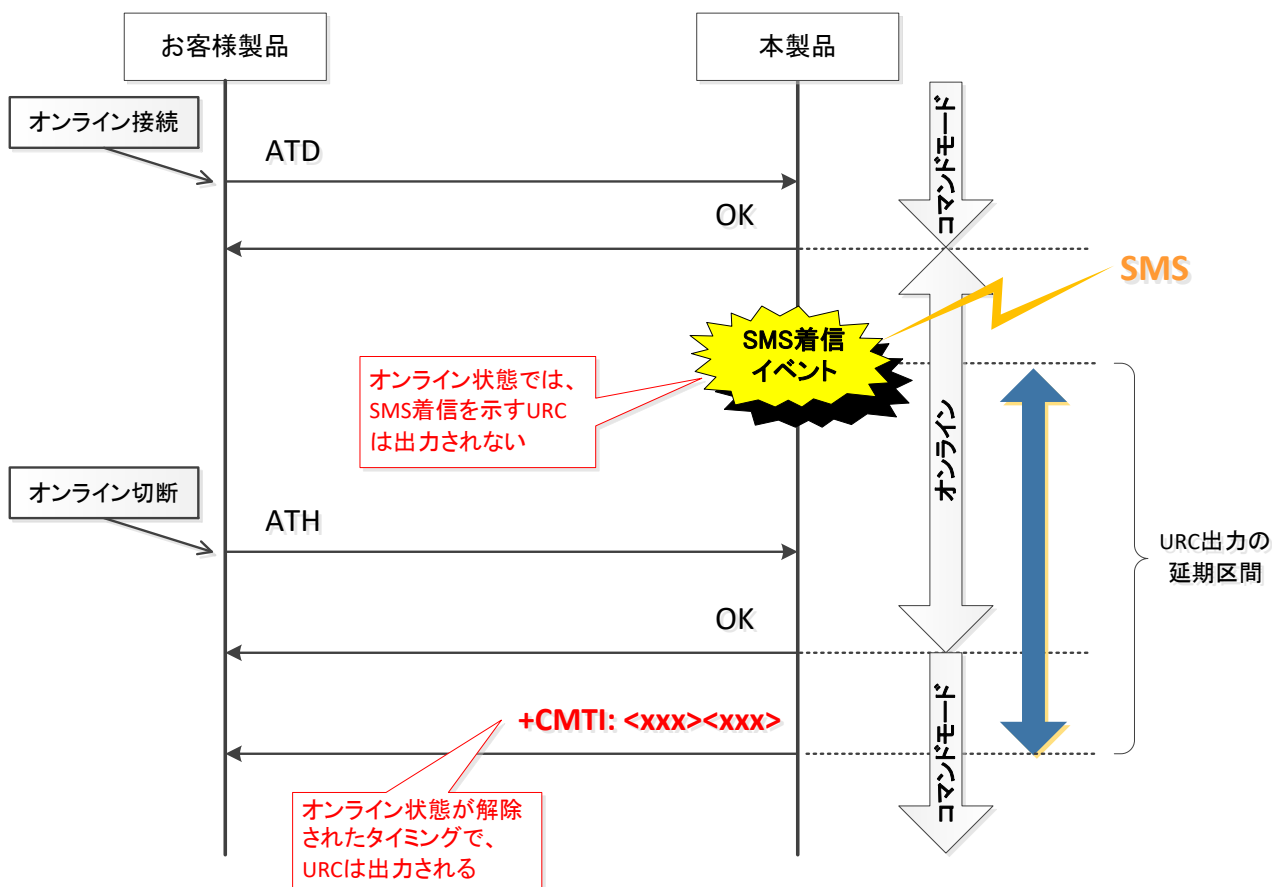 お客様製品
本製品
オンライン接続
ATD
コマンドモード
OK
SMS
SMS着信
イベント
オンライン状態では、
SMS着信を示すURC
は出力されない
オンライン
オンライン切断
ATH
URC出力の
延期区間
OK
+CMTI: <xxx><xxx>
コマンドモード
オンライン状態が解除
されたタイミングで、
URCは出力される